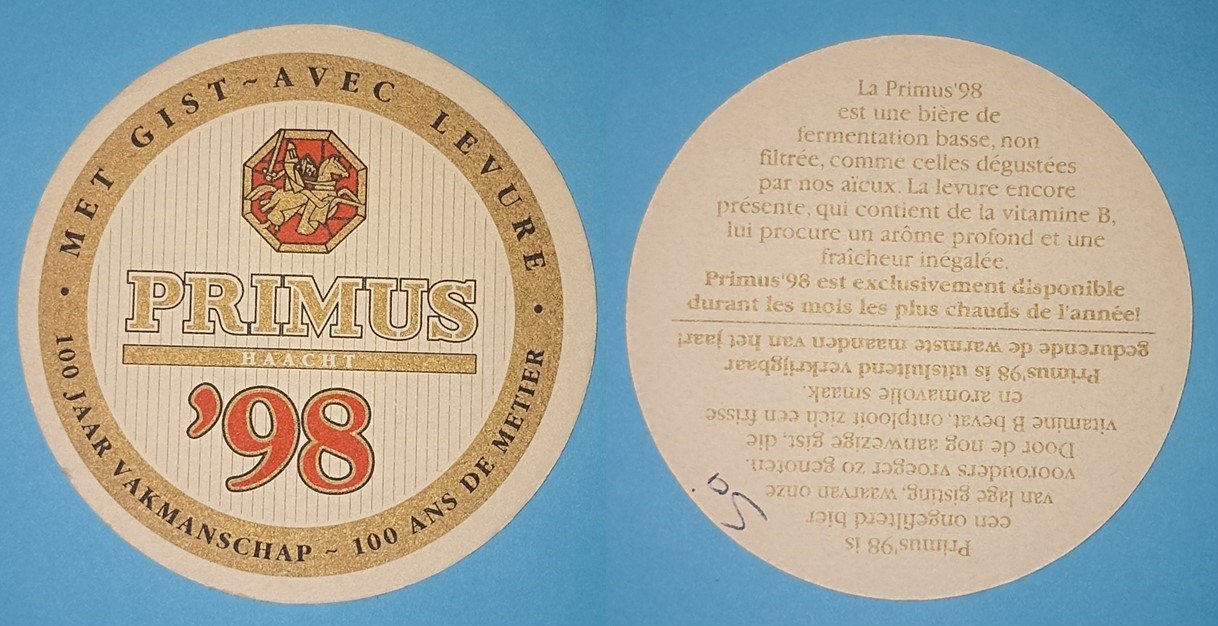 MET GIST ~ AVEC LEVURE
PRIMUS
HAACHT
'98
100 JAAR VAKMANSCHAP ~ 100 ANS DE METIER
La Primus'98
est une bière de
fermentation basse, non
filtrée, comme celles dégustées
par nos aïeux. La levure encore
présente, qui contient de la vitamine B,
lui procure un arôme profond et une
fraîcheur inégalée.
Primus'98 est exclusivement disponible
durant les mois les plus chauds de l'année!
Primus'98 is
een ongefilterd bier
van lage gisting, waarvan onze
voorouders vroeger zo genoten.
Door de nog aanwezige gist, die
vitamine B bevat, ontplooit zich een frisse
en aromavolle smaak.
Primus'98 is uitsluitend verkrijgbaar
gedurende de warmste maanden van het jaar!